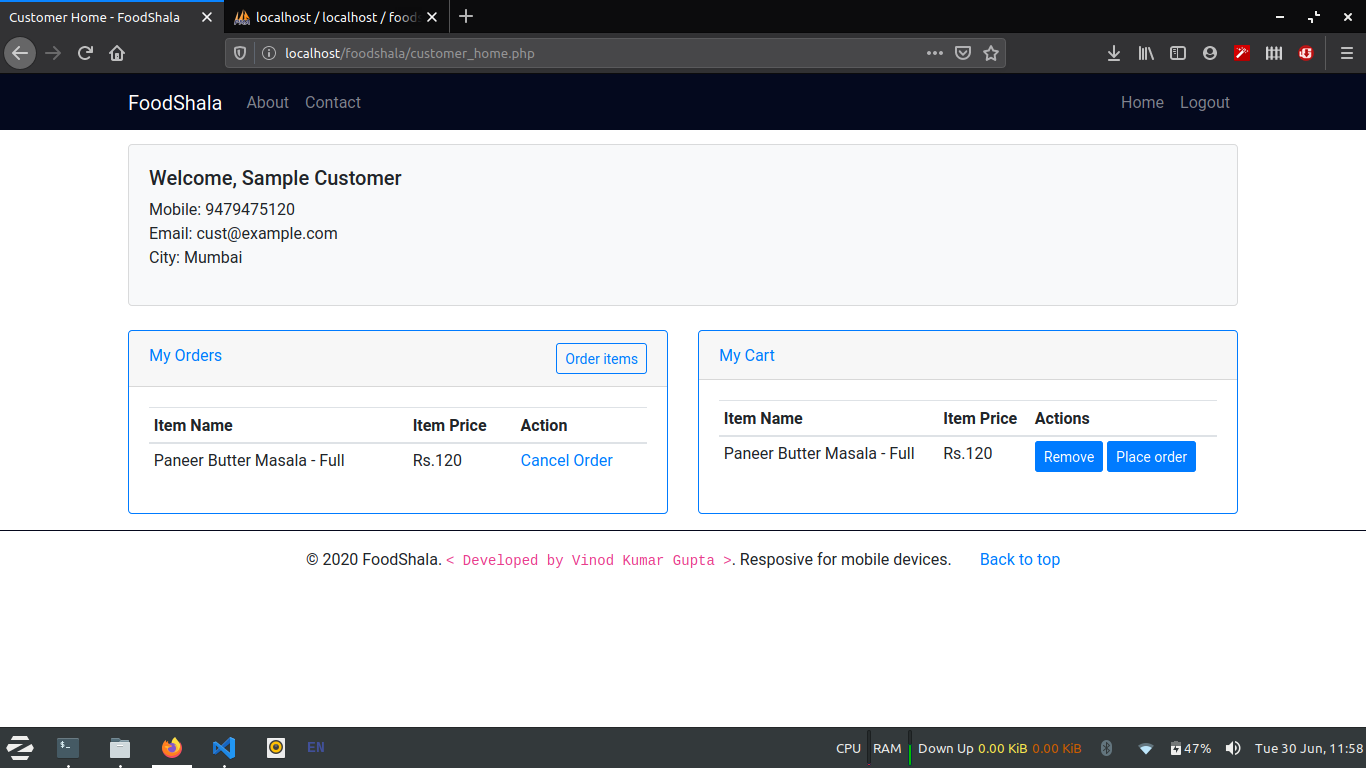 Customer Home - FoodShala
localhost / localhost / foods
localhost/foodshala/customer_home.php
FoodShala About Contact Home Logout
Welcome, Sample Customer
Mobile: 9479475120
Email: cust@example.com
City: Mumbai
My Orders Order items
Item Name Item Price Action
Paneer Butter Masala - Full Rs.120 Cancel Order
My Cart
Item Name Item Price Actions
Paneer Butter Masala - Full Rs.120 Remove Place order
© 2020 FoodShala. < Developed by Vinod Kumar Gupta >. Resposive for mobile devices. Back to top
$- EN CPU RAM Down Up 0.00 KiB 0.00 KiB 47% Tue 30 Jun, 11:58